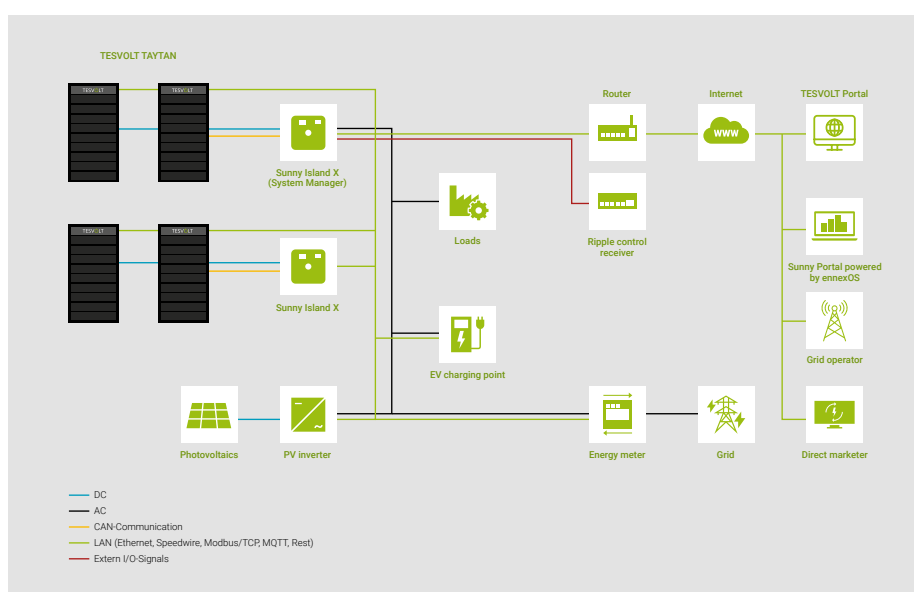 TESVOLT TAYTAN
TESVOLT
TESVOLT
Router
Internet
TESVOLT Portal
WWW
Sunny Island X
(System Manager)
TESVOLT
TESVOLT
Loads
Ripple control
receiver
Sunny Portal powered
by ennexOS
Sunny Island X
EV charging point
Grid operator
Photovoltaics
PV inverter
Energy meter
Grid
Direct marketer
DC
AC
CAN-Communication
LAN (Ethernet, Speedwire, Modbus/TCP, MQTT, Rest)
Extern I/O-Signals